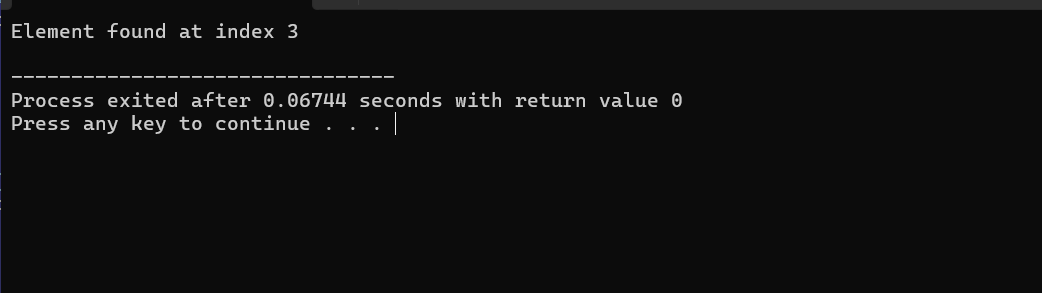 Element found at index 3
--------------------------------
Process exited after 0.06744 seconds with return value 0
Press any key to continue . . .